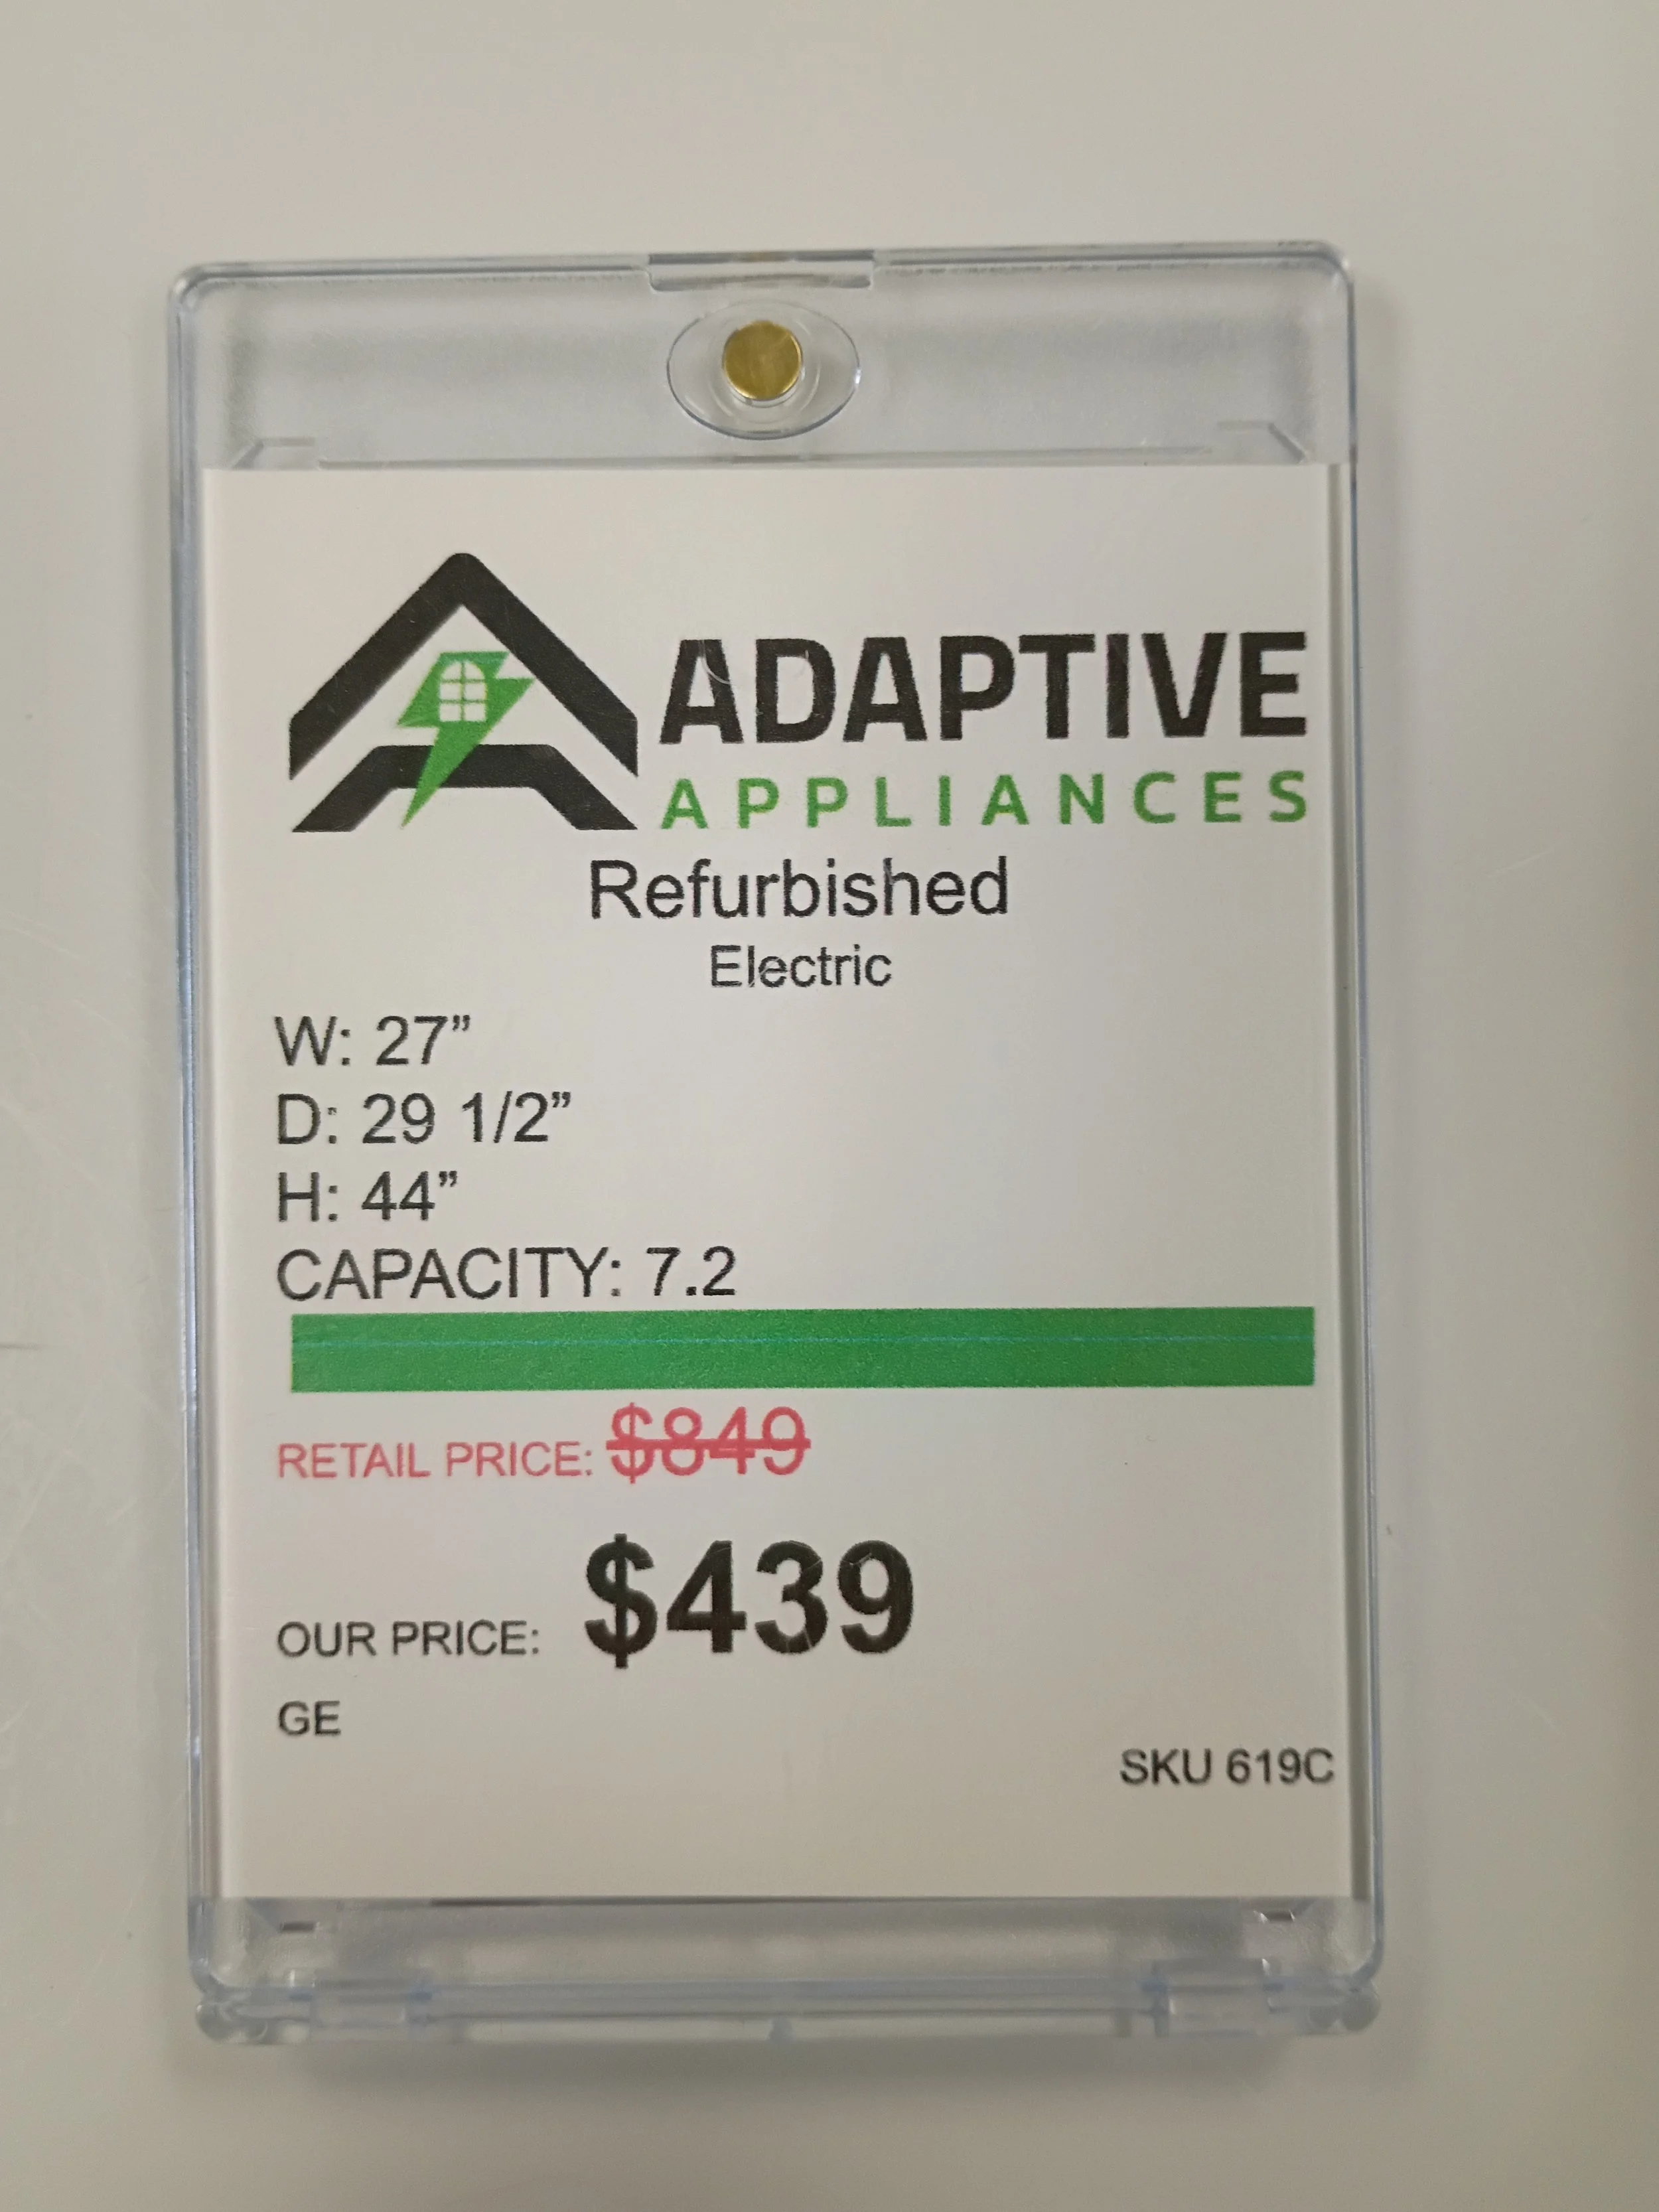 ADAPTIVE
APPLIANCES
Refurbished
Electric
W: 27”
D: 29 1/2”
H: 44”
CAPACITY: 7.2
RETAIL PRICE: $849
OUR PRICE: $439
GE
SKU 619C